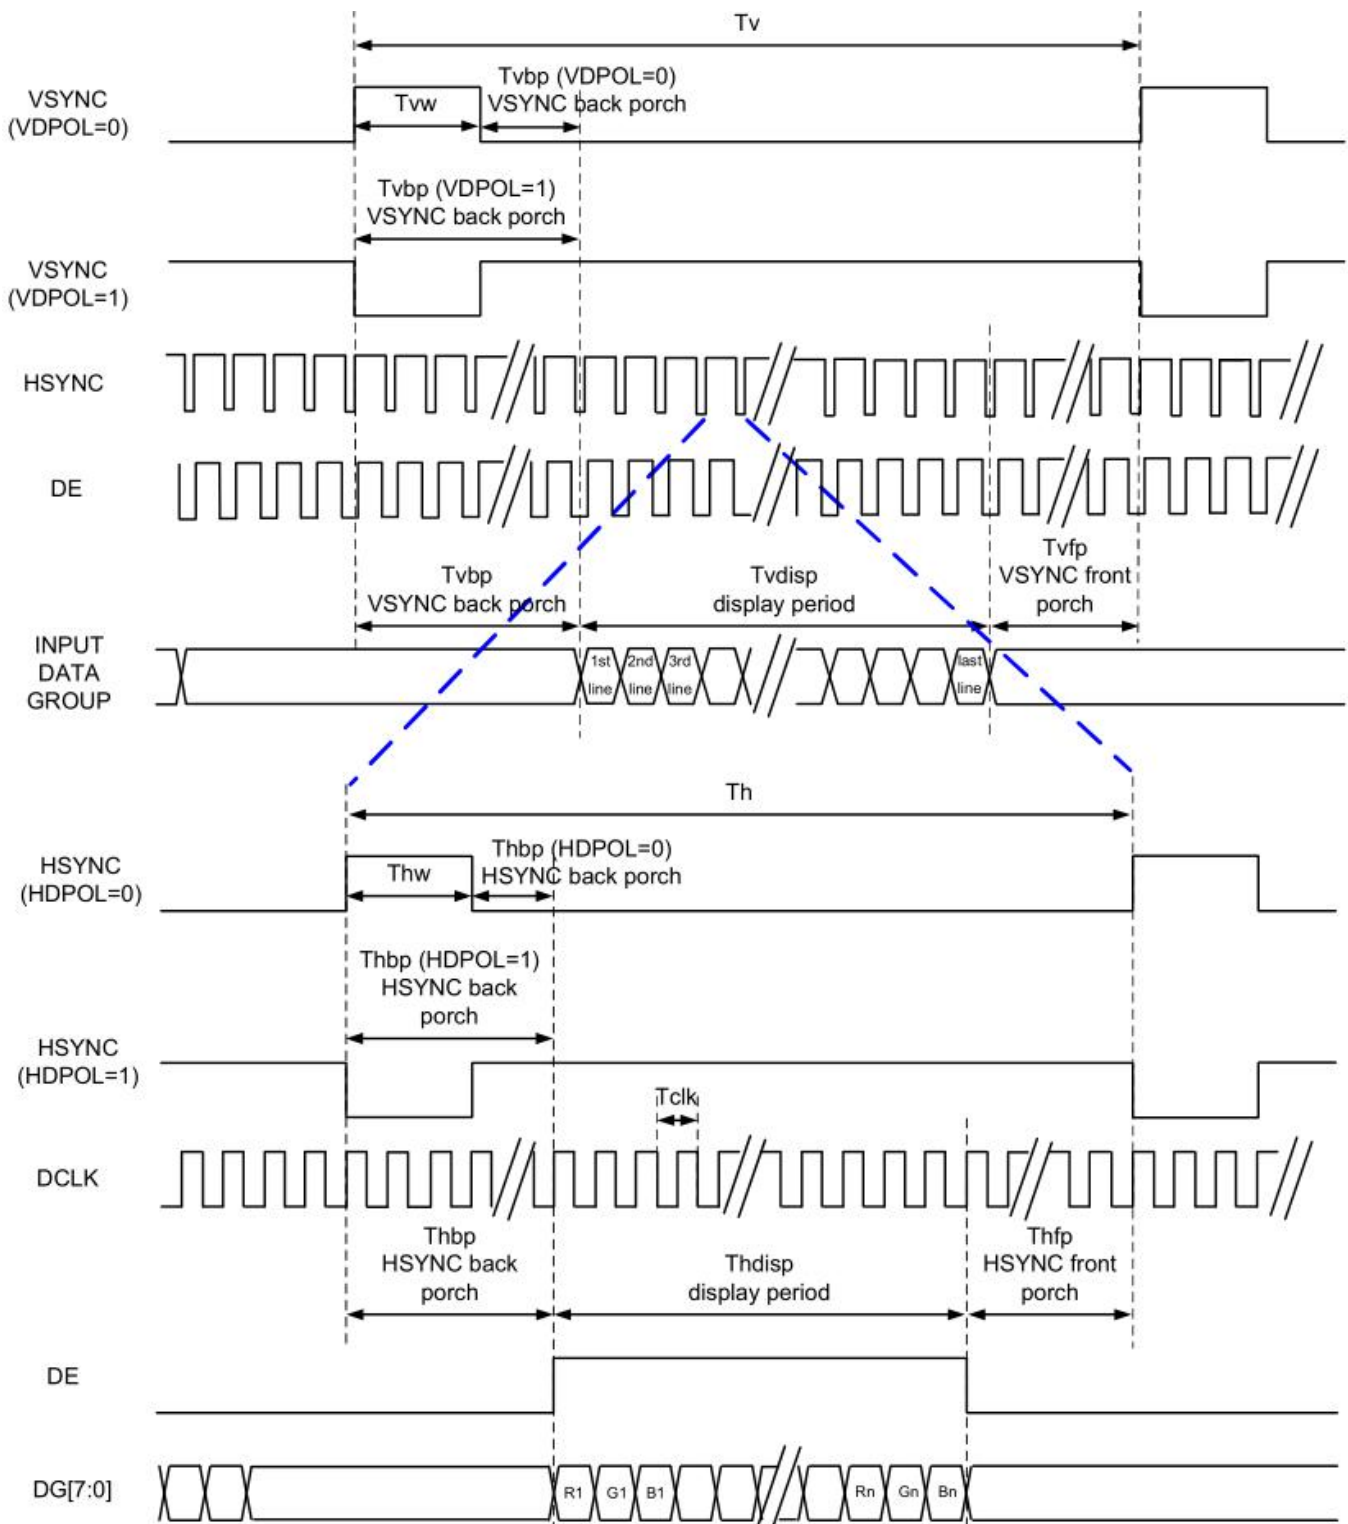 Tv
VSYNC
(VDPOL=0)
Tvw
Tvbp (VDPOL=0)
VSYNC back porch
Tvbp (VDPOL=1)
VSYNC back porch
VSYNC
(VDPOL=1)
HSYNC
DE
Tvbp
VSYNC back porch
Tvdisp
display period
Tvfp
VSYNC front
porch
INPUT
DATA
GROUP
1st
line
2nd
line
3rd
line
last
line
Th
HSYNC
(HDPOL=0)
Thw
Thbp (HDPOL=0)
HSYNC back porch
Thbp (HDPOL=1)
HSYNC back
porch
HSYNC
(HDPOL=1)
Tclk
DCLK
Thbp
HSYNC back
porch
Thdisp
display period
Thfp
HSYNC front
porch
DE
DG[7:0]
R1
G1
B1
Rn
Gn
Bn